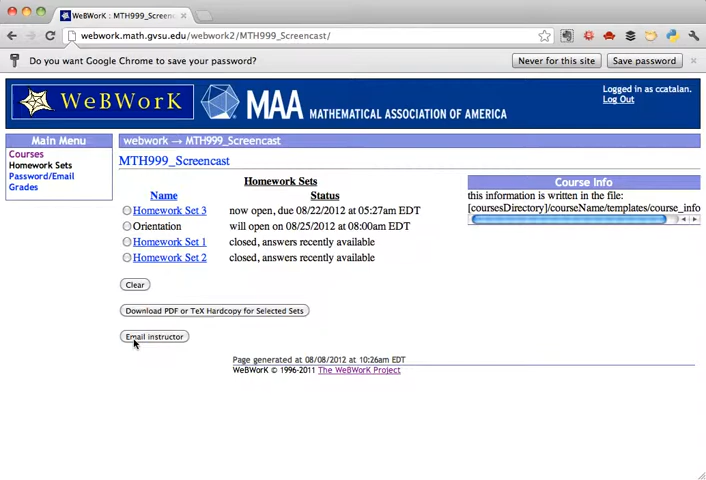 WeBWorK : MTH999_Screenc
webwork.math.gvsu.edu/webwork2/MTH999_Screencast/
Do you want Google Chrome to save your password?
Never for this site
Save password
WeBWorK
MAA MATHEMATICAL ASSOCIATION OF AMERICA
Logged in as ccatalan.
Log Out
Main Menu
Courses
Homework Sets
Password/Email
Grades
webwork → MTH999_Screencast
MTH999_Screencast
Homework Sets
Name Status
Homework Set 3 now open, due 08/22/2012 at 05:27am EDT
Orientation will open on 08/25/2012 at 08:00am EDT
Homework Set 1 closed, answers recently available
Homework Set 2 closed, answers recently available
Clear
Download PDF or TeX Hardcopy for Selected Sets
Email instructor
Course Info
this information is written in the file:
[coursesDirectory]/courseName/templates/course_info
Page generated at 08/08/2012 at 10:26am EDT
WeBWorK © 1996-2011 The WeBWorK Project